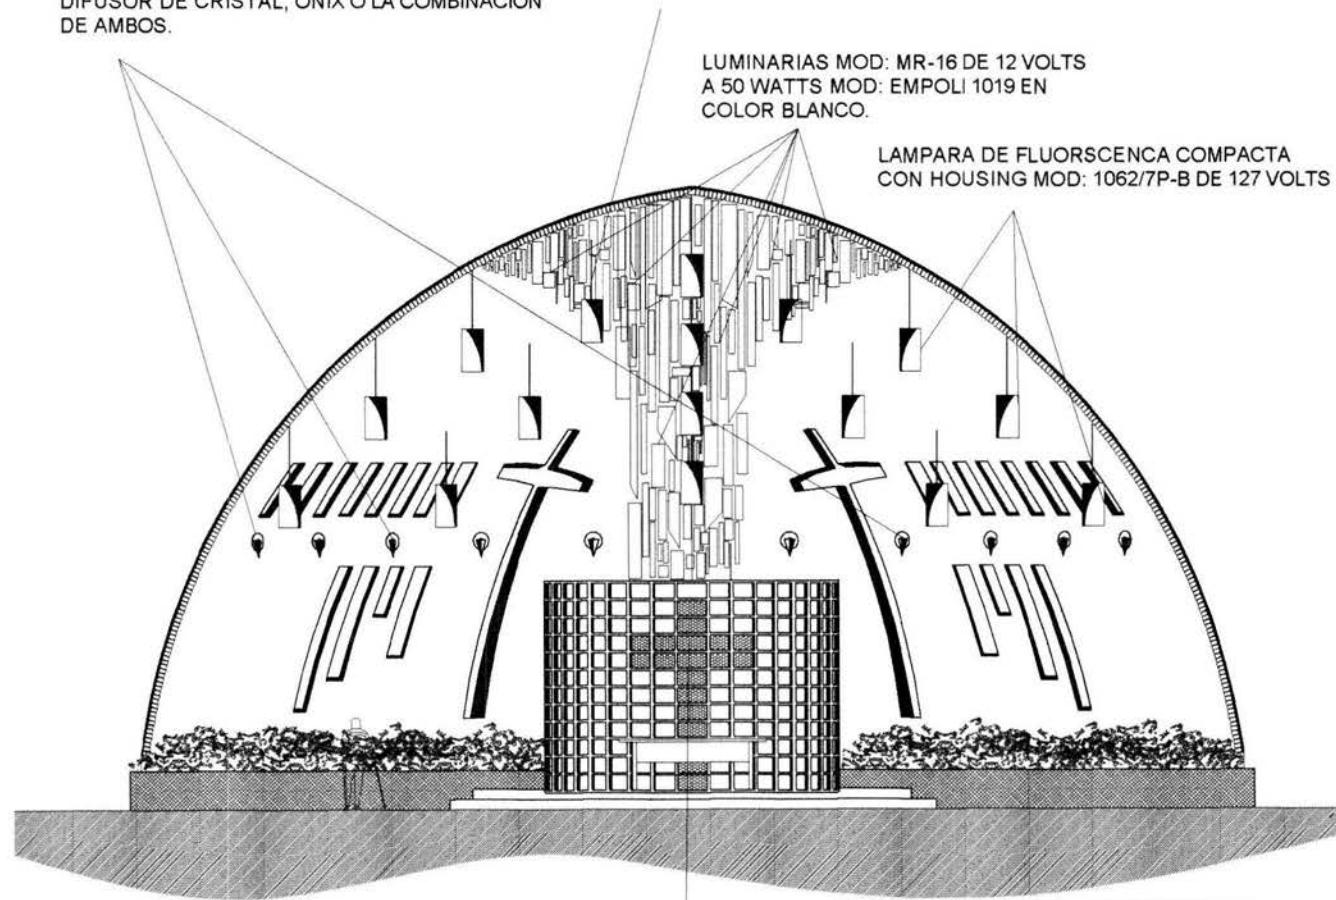 DIFUSOR DE CRISTAL, ONIX O LA COMBINACION
DE AMBOS.
LUMINARIAS MOD: MR-16 DE 12 VOLTS
A 50 WATTS MOD: EMPOLI 1019 EN
COLOR BLANCO.
LAMPARA DE FLUORSCENCA COMPACTA
CON HOUSING MOD: 1062/7P-B DE 127 VOLTS